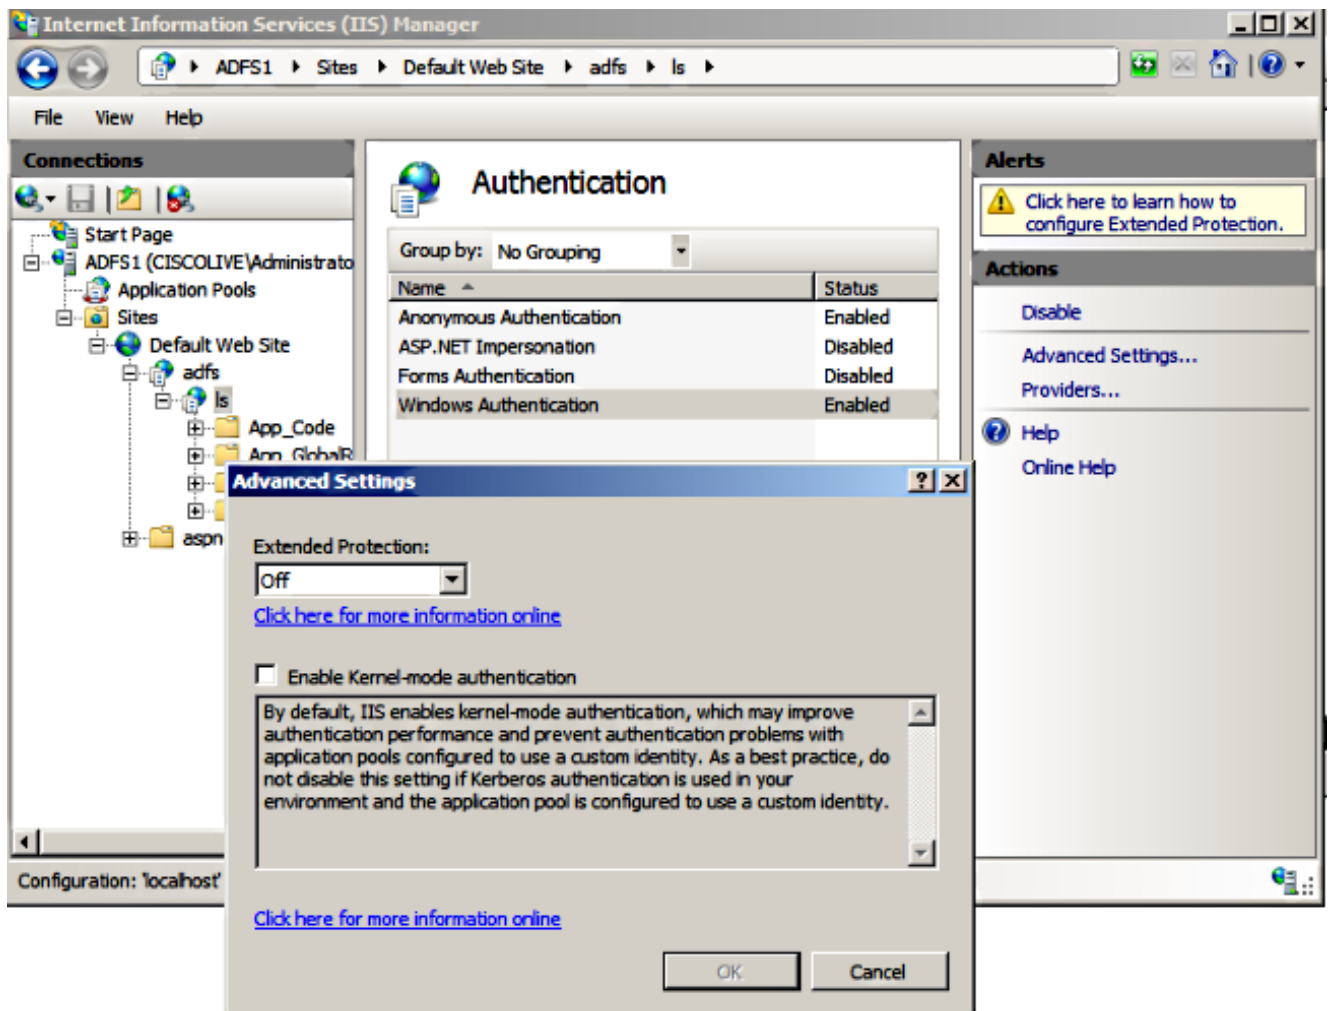 Internet Information Services (IIS) Manager
ADFS1 Sites Default Web Site adfs ls
File View Help
Connections
Start Page
ADFS1 (CISCOLIVE\Administrato
Application Pools
Sites
Default Web Site
adfs
ls
App_Code
App_GlobalR
aspn
Authentication
Group by: No Grouping
Name Status
Anonymous Authentication Enabled
ASP.NET Impersonation Disabled
Forms Authentication Disabled
Windows Authentication Enabled
Alerts
Click here to learn how to
configure Extended Protection.
Actions
Disable
Advanced Settings...
Providers...
Help
Online Help
Advanced Settings
Extended Protection:
Off
Click here for more information online
Enable Kernel-mode authentication
By default, IIS enables kernel-mode authentication, which may improve
authentication performance and prevent authentication problems with
application pools configured to use a custom identity. As a best practice, do
not disable this setting if Kerberos authentication is used in your
environment and the application pool is configured to use a custom identity.
Click here for more information online
OK Cancel
Configuration: 'localhost'